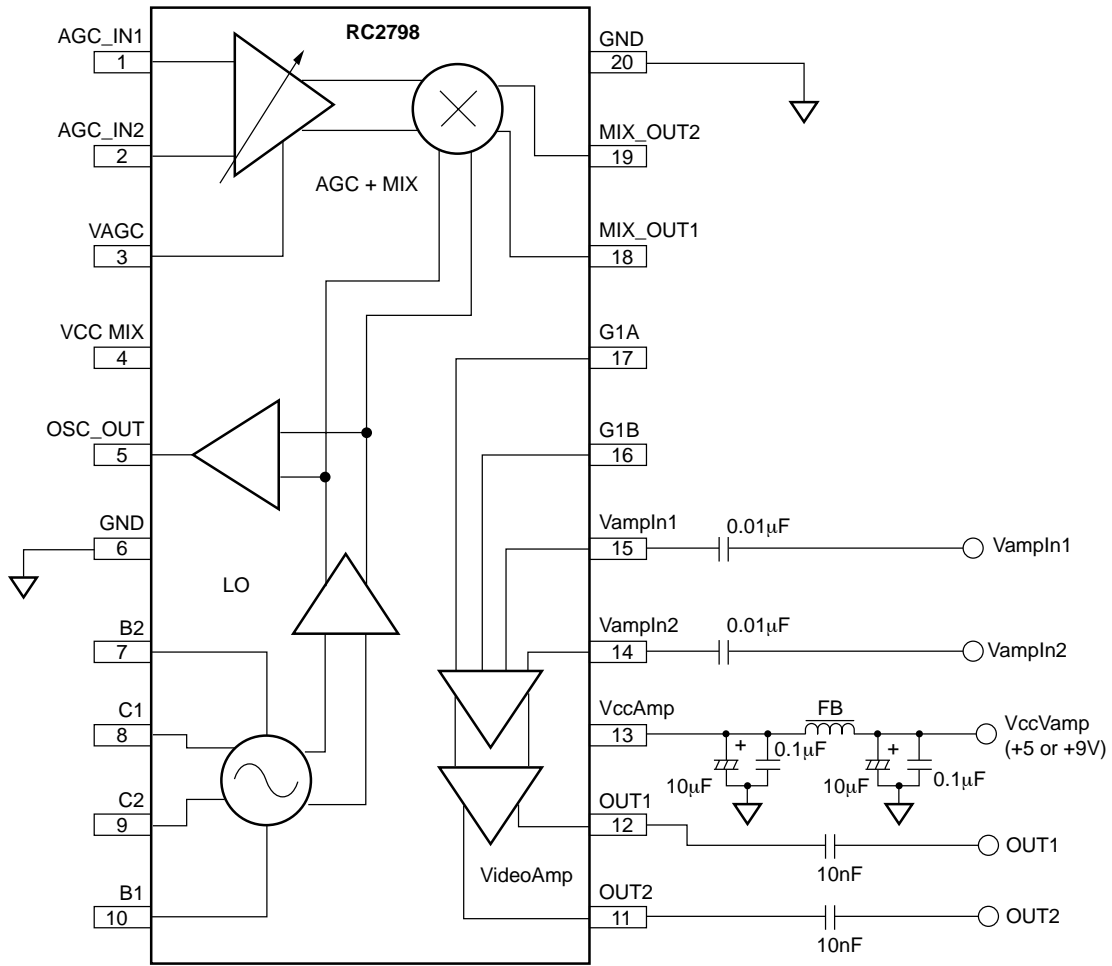 RC2798
AGC_IN1
1
AGC_IN2
2
VAGC
3
VCC MIX
4
OSC_OUT
5
GND
6
B2
7
C1
8
C2
9
B1
10
AGC + MIX
LO
VideoAmp
GND
20
MIX_OUT2
19
MIX_OUT1
18
G1A
17
G1B
16
VampIn1
15
0.01µF
VampIn1
VampIn2
14
0.01µF
VampIn2
VccAmp
13
+
10µF
0.1µF
FB
+
10µF
0.1µF
VccVamp
(+5 or +9V)
OUT1
12
10nF
OUT1
OUT2
11
10nF
OUT2